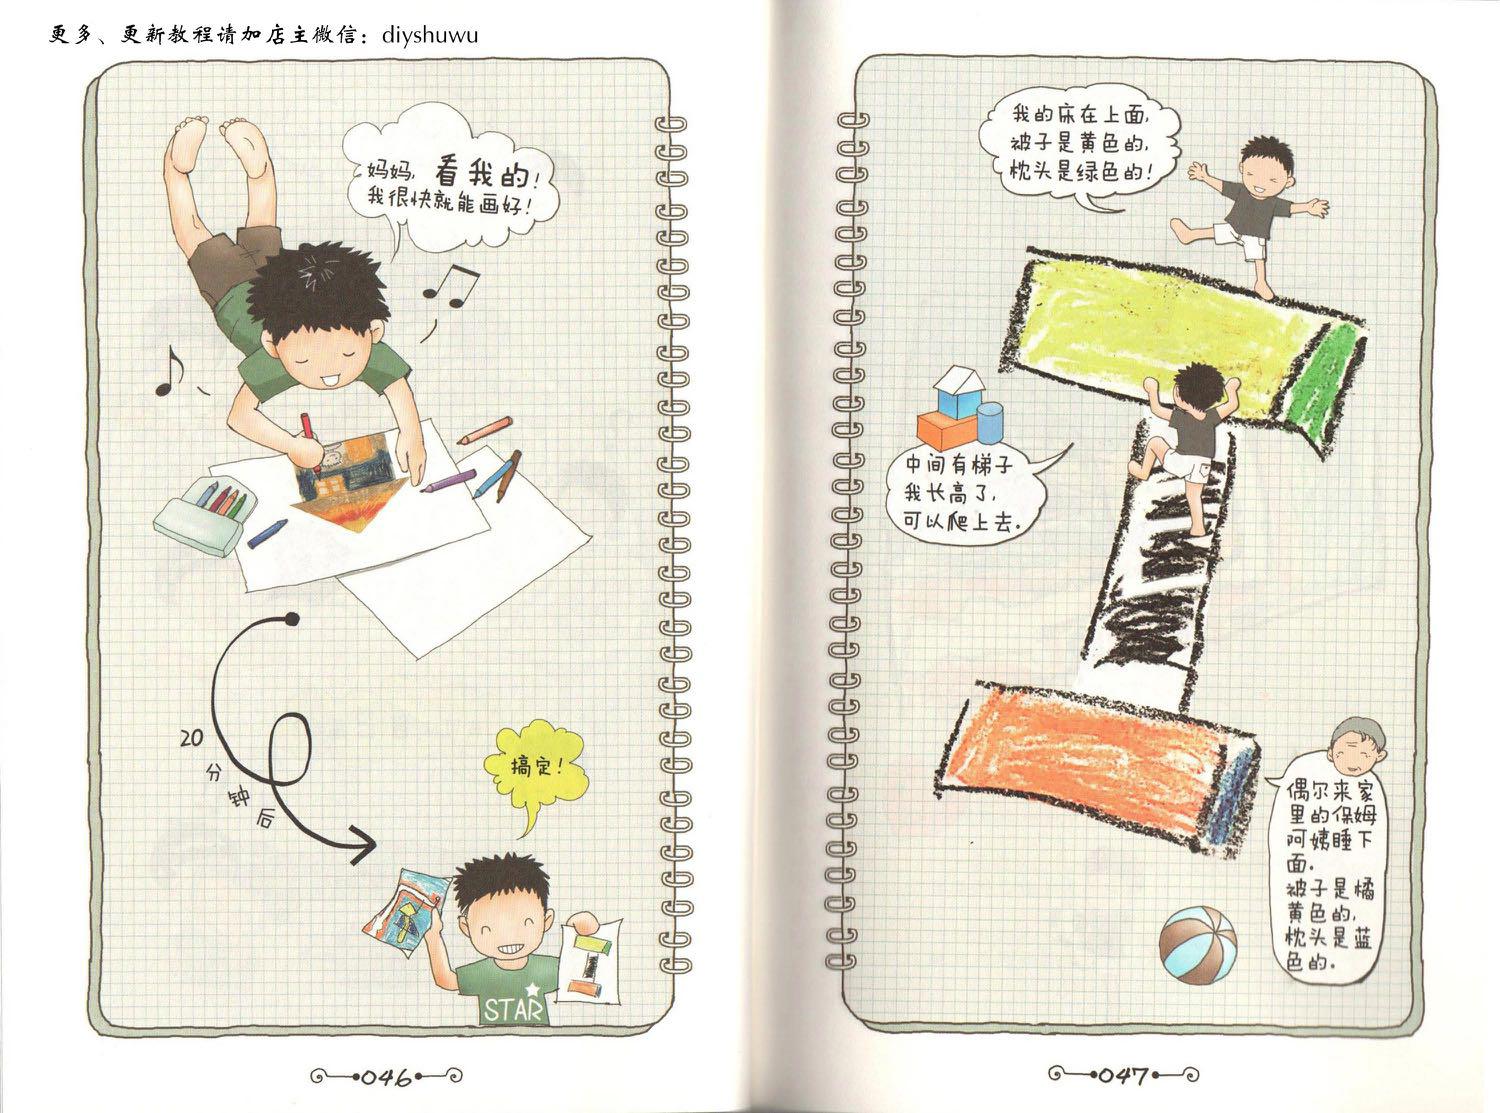 更多、更新教程请加店主微信：diyshuwu
妈妈，看我的！
我很快就能画好！
20
分
钟
后
搞定！
STAR
046
我的床在上面，
被子是黄色的，
枕头是绿色的！
中间有梯子
我长高了，
可以爬上去.
偶尔来家
里的保姆
阿姨睡下
面.
被子是橘
黄色的，
枕头是蓝
色的.
047